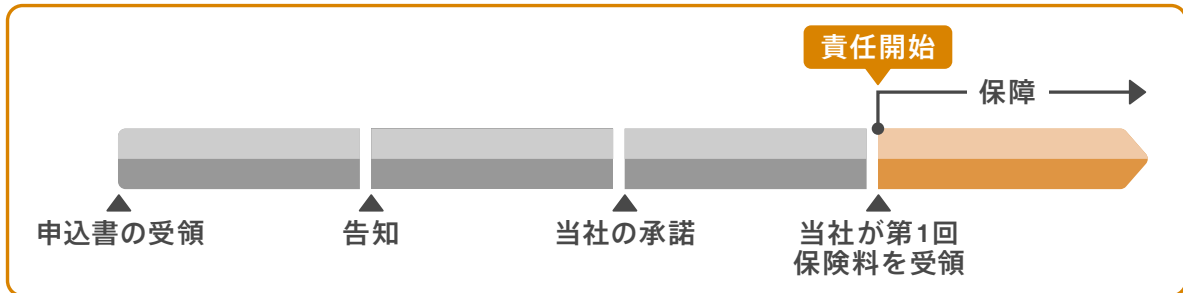 責任開始
保障
申込書の受領
告知
当社の承諾
当社が第1回
保険料を受領